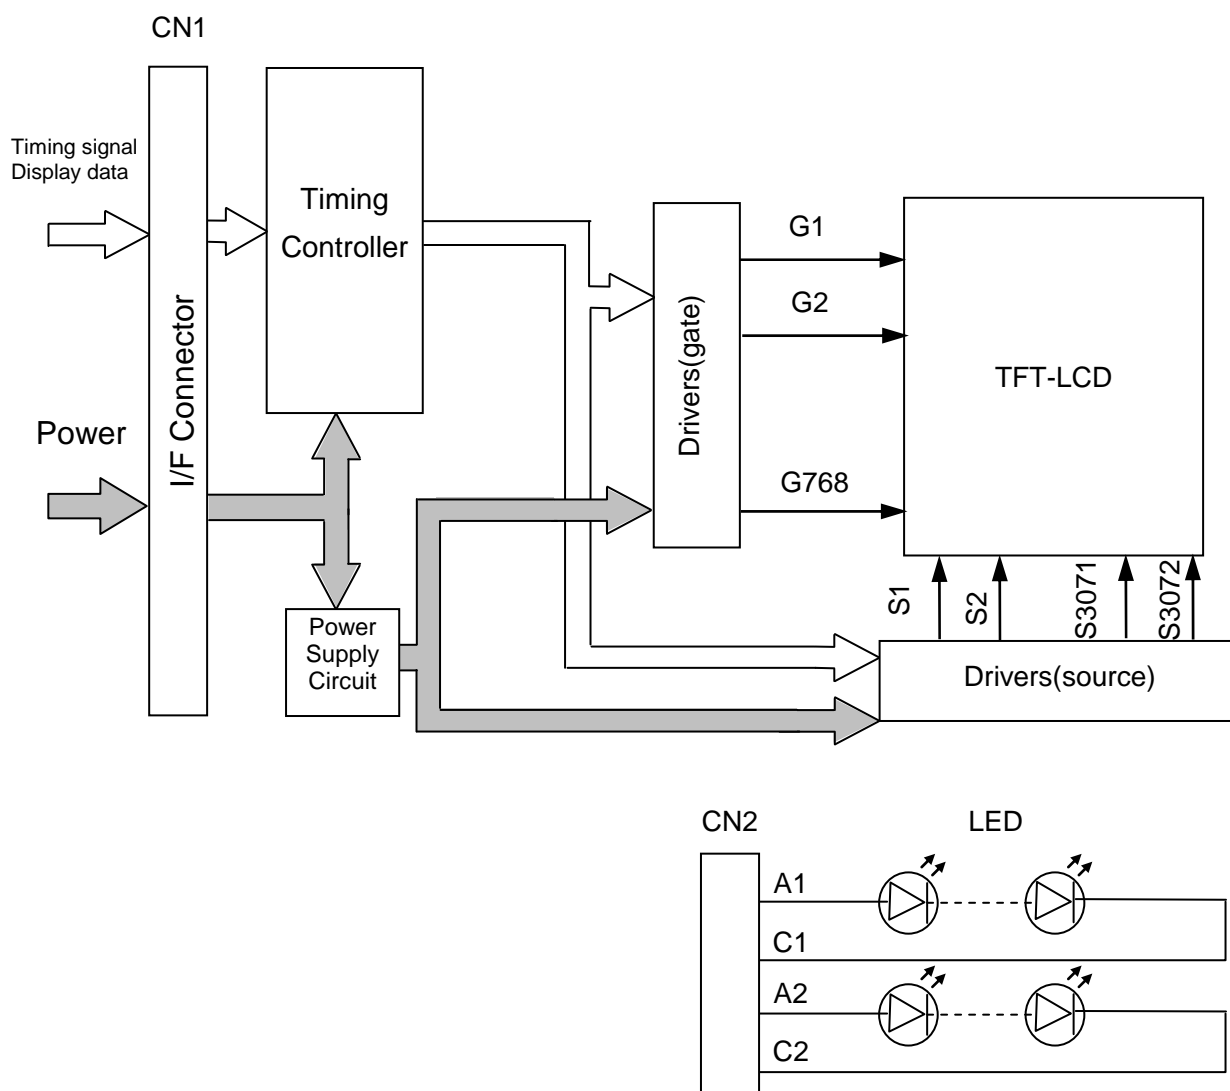 CN1
Timing signal
Display data
Timing
Controller
I/F Connector
Power
Power
Supply
Circuit
Drivers(gate)
G1
G2
G768
TFT-LCD
S1
S2
S3071
S3072
Drivers(source)
CN2
LED
A1
C1
A2
C2